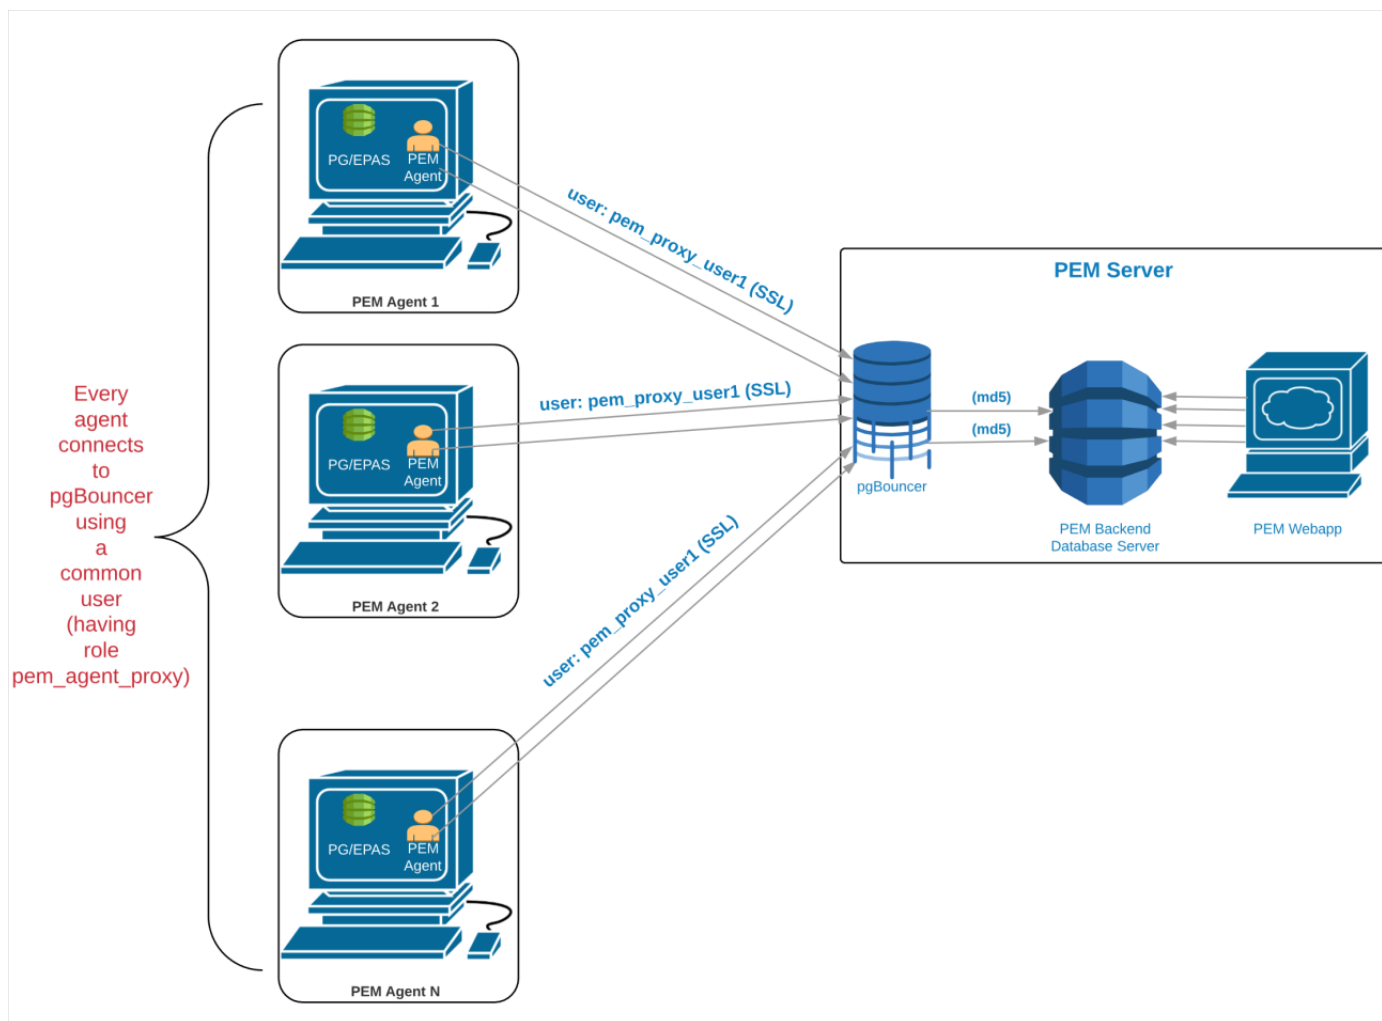 Every
agent
connects
to
pgBouncer
using
a
common
user
(having
role
pem_agent_proxy)
PG/EPAS
PEM
Agent
PEM Agent 1
user: pem_proxy_user1 (SSL)
PG/EPAS
PEM
Agent
PEM Agent 2
user: pem_proxy_user1 (SSL)
PG/EPAS
PEM
Agent
PEM Agent N
user: pem_proxy_user1 (SSL)
PEM Server
pgBouncer
(md5)
(md5)
PEM Backend
Database Server
PEM Webapp